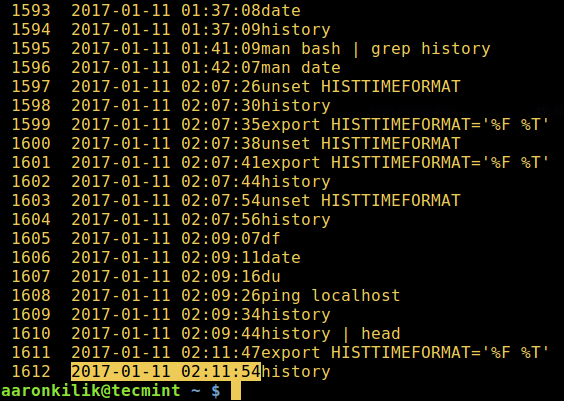 1593  2017-01-11 01:37:08date
1594  2017-01-11 01:37:09history
1595  2017-01-11 01:41:09man bash | grep history
1596  2017-01-11 01:42:07man date
1597  2017-01-11 02:07:26unset HISTTIMEFORMAT
1598  2017-01-11 02:07:30history
1599  2017-01-11 02:07:35export HISTTIMEFORMAT='%F %T'
1600  2017-01-11 02:07:38unset HISTTIMEFORMAT
1601  2017-01-11 02:07:41export HISTTIMEFORMAT='%F %T'
1602  2017-01-11 02:07:44history
1603  2017-01-11 02:07:54unset HISTTIMEFORMAT
1604  2017-01-11 02:07:56history
1605  2017-01-11 02:09:07df
1606  2017-01-11 02:09:11date
1607  2017-01-11 02:09:16du
1608  2017-01-11 02:09:26ping localhost
1609  2017-01-11 02:09:34history
1610  2017-01-11 02:09:44history | head
1611  2017-01-11 02:11:47export HISTTIMEFORMAT='%F %T'
1612  2017-01-11 02:11:54history
aaronkilik@tecmint ~ $